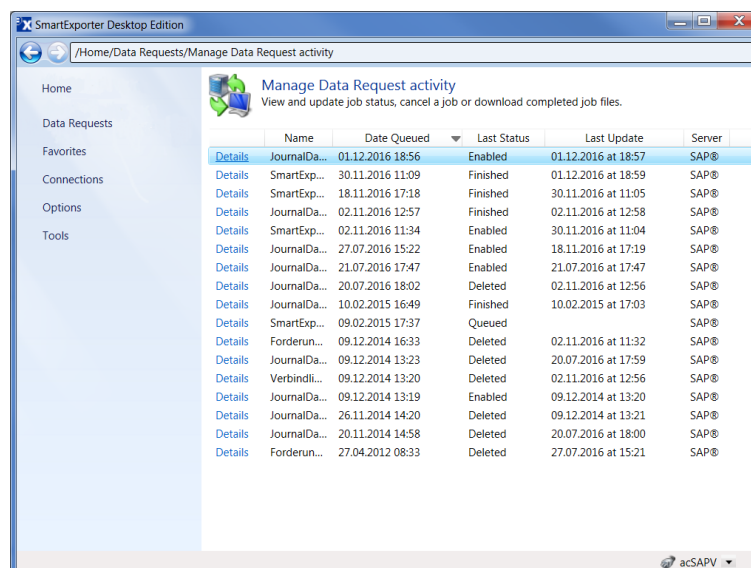 SmartExporter Desktop Edition
/Home/Data Requests/Manage Data Request activity
Home
Data Requests
Favorites
Connections
Options
Tools
Manage Data Request activity
View and update job status, cancel a job or download completed job files.
Name Date Queued Last Status Last Update Server
Details JournalDa... 01.12.2016 18:56 Enabled 01.12.2016 at 18:57 SAP®
Details SmartExp... 30.11.2016 11:09 Finished 01.12.2016 at 18:59 SAP®
Details SmartExp... 18.11.2016 17:18 Finished 30.11.2016 at 11:05 SAP®
Details JournalDa... 02.11.2016 12:57 Finished 02.11.2016 at 12:58 SAP®
Details SmartExp... 02.11.2016 11:34 Enabled 30.11.2016 at 11:04 SAP®
Details JournalDa... 27.07.2016 15:22 Enabled 18.11.2016 at 17:19 SAP®
Details JournalDa... 21.07.2016 17:47 Enabled 21.07.2016 at 17:47 SAP®
Details JournalDa... 20.07.2016 18:02 Deleted 02.11.2016 at 12:56 SAP®
Details JournalDa... 10.02.2015 16:49 Finished 10.02.2015 at 17:03 SAP®
Details SmartExp... 09.02.2015 17:37 Queued SAP®
Details Forderun... 09.12.2014 16:33 Deleted 02.11.2016 at 11:32 SAP®
Details JournalDa... 09.12.2014 13:23 Deleted 20.07.2016 at 17:59 SAP®
Details Verbindli... 09.12.2014 13:20 Deleted 02.11.2016 at 12:56 SAP®
Details JournalDa... 09.12.2014 13:19 Enabled 09.12.2014 at 13:20 SAP®
Details JournalDa... 26.11.2014 14:20 Deleted 09.12.2014 at 13:21 SAP®
Details JournalDa... 20.11.2014 14:58 Deleted 20.07.2016 at 18:00 SAP®
Details Forderun... 27.04.2012 08:33 Deleted 27.07.2016 at 15:21 SAP®
acSAPV